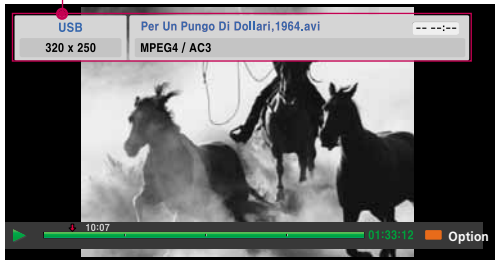 USB
Per Un Pungo Di Dollari,1964.avi
-- --:--
320 x 250
MPEG4 / AC3
10:07
01:33:12
Option